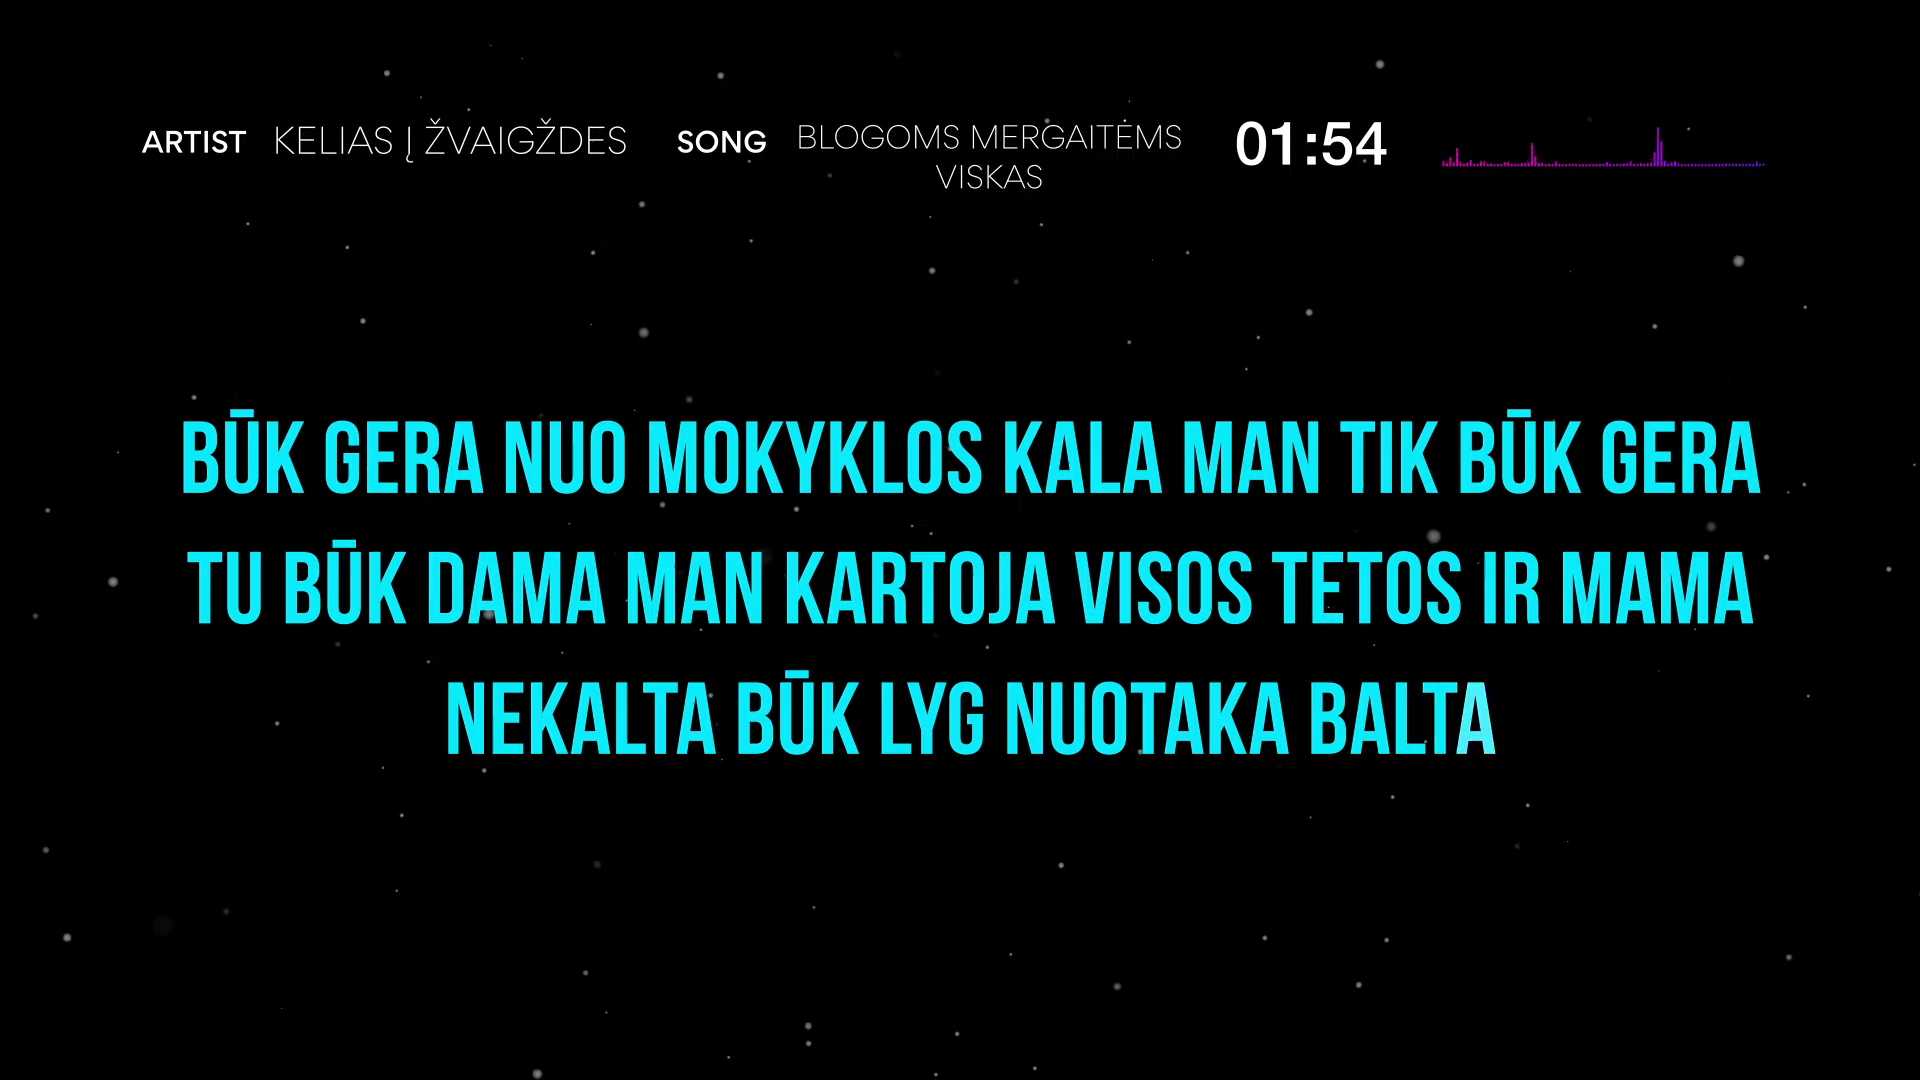 ARTIST KELIAS Į ŽVAIGŽDES SONG BLOGOMS MERGAITĖMS VISKAS 01:54
BŪK GERA NUO MOKYKLOS KALA MAN TIK BŪK GERA
TU BŪK DAMA MAN KARTOJA VISOS TETOS IR MAMA
NEKALTA BŪK LYG NUOTAKA BALTA